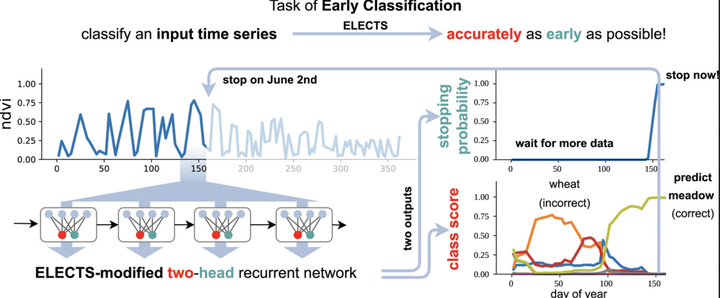 Task of Early Classification
classify an input time series
ELECTS
accurately as early as possible!
ndvi
1.00
0.75
0.50
0.25
0.00
0
50
100
150
200
250
300
350
stop on June 2nd
ELECTS-modified two-head recurrent network
two outputs
stopping
probability
1.00
0.75
0.50
0.25
0.00
wait for more data
0
50
100
150
stop now!
class score
1.00
0.75
0.50
0.25
0.00
wheat
(incorrect)
predict
meadow
(correct)
0
50
100
150
day of year